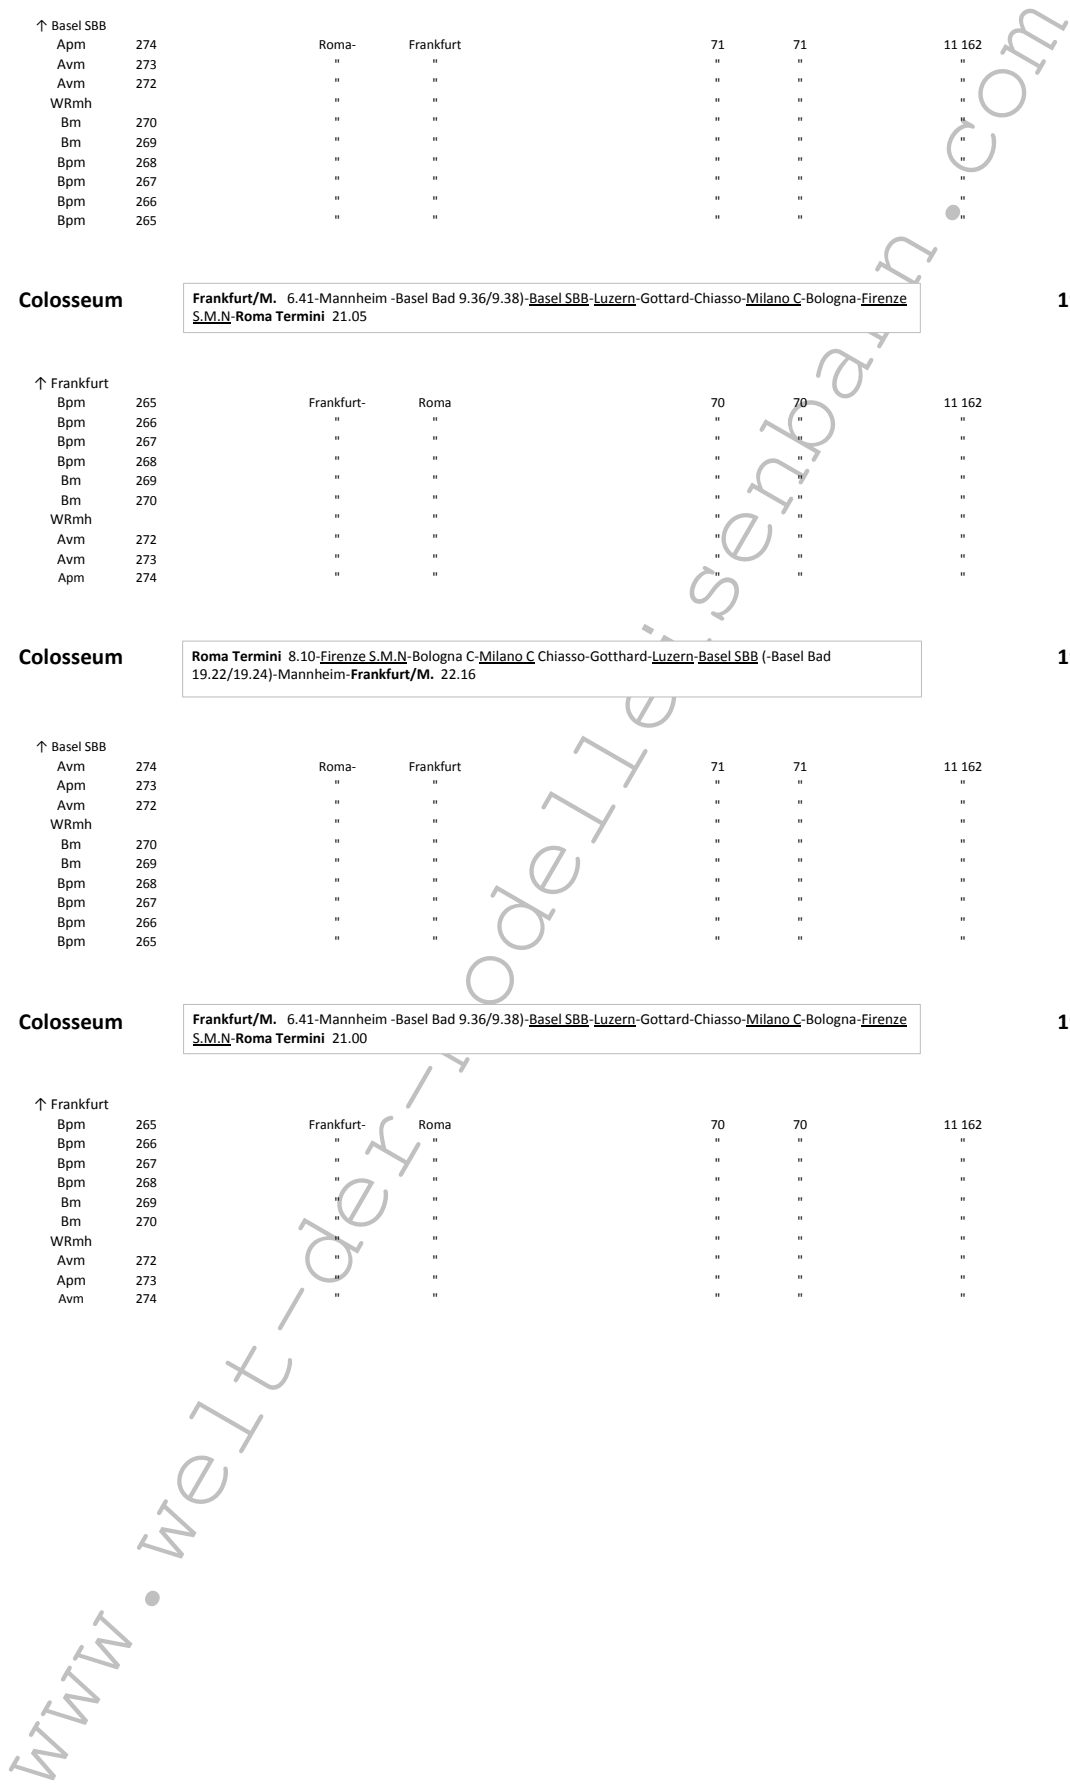 ↑ Basel SBB
Apm 274 Roma- Frankfurt 71 71 11 162
Avm 273 " " " " "
Avm 272 " " " " "
WRmh " " " " "
Bm 270 " " " " "
Bm 269 " " " " "
Bpm 268 " " " " "
Bpm 267 " " " " "
Bpm 266 " " " " "
Bpm 265 " " " " "
Colosseum Frankfurt/M. 6.41-Mannheim -Basel Bad 9.36/9.38)-Basel SBB-Luzern-Gottard-Chiasso-Milano C-Bologna-Firenze 1
S.M.N-Roma Termini 21.05
↑ Frankfurt
Bpm 265 Frankfurt- Roma 70 70 11 162
Bpm 266 " " " " "
Bpm 267 " " " " "
Bpm 268 " " " " "
Bm 269 " " " " "
Bm 270 " " " " "
WRmh " " " " "
Avm 272 " " " " "
Avm 273 " " " " "
Apm 274 " " " " "
Colosseum Roma Termini 8.10-Firenze S.M.N-Bologna C-Milano C Chiasso-Gotthard-Luzern-Basel SBB (-Basel Bad 1
19.22/19.24)-Mannheim-Frankfurt/M. 22.16
↑ Basel SBB
Avm 274 Roma- Frankfurt 71 71 11 162
Apm 273 " " " " "
Avm 272 " " " " "
WRmh " " " " "
Bm 270 " " " " "
Bm 269 " " " " "
Bpm 268 " " " " "
Bpm 267 " " " " "
Bpm 266 " " " " "
Bpm 265 " " " " "
Colosseum Frankfurt/M. 6.41-Mannheim -Basel Bad 9.36/9.38)-Basel SBB-Luzern-Gottard-Chiasso-Milano C-Bologna-Firenze 1
S.M.N-Roma Termini 21.00
↑ Frankfurt
Bpm 265 Frankfurt- Roma 70 70 11 162
Bpm 266 " " " " "
Bpm 267 " " " " "
Bpm 268 " " " " "
Bm 269 " " " " "
Bm 270 " " " " "
WRmh " " " " "
Avm 272 " " " " "
Apm 273 " " " " "
Avm 274 " " " " "
www.welt-der-modelleisenbahn.com